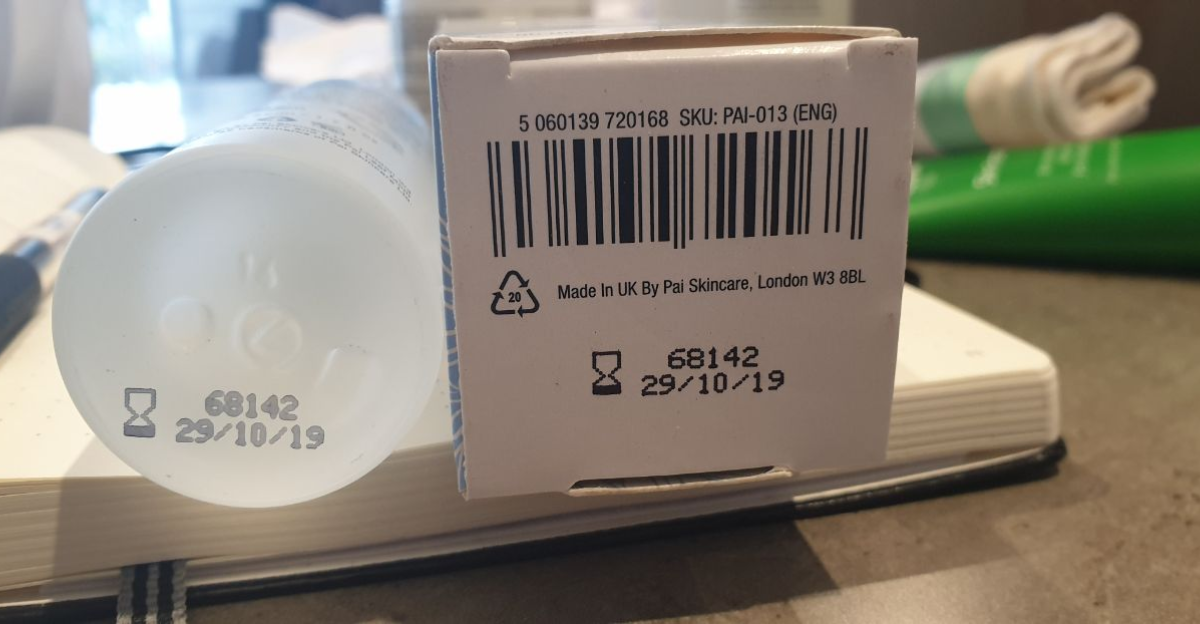 5 060139 720168 SKU: PAI-013 (ENG)
20
Made In UK By Pai Skincare, London W3 8BL
68142
29/10/19
68142
29/10/19